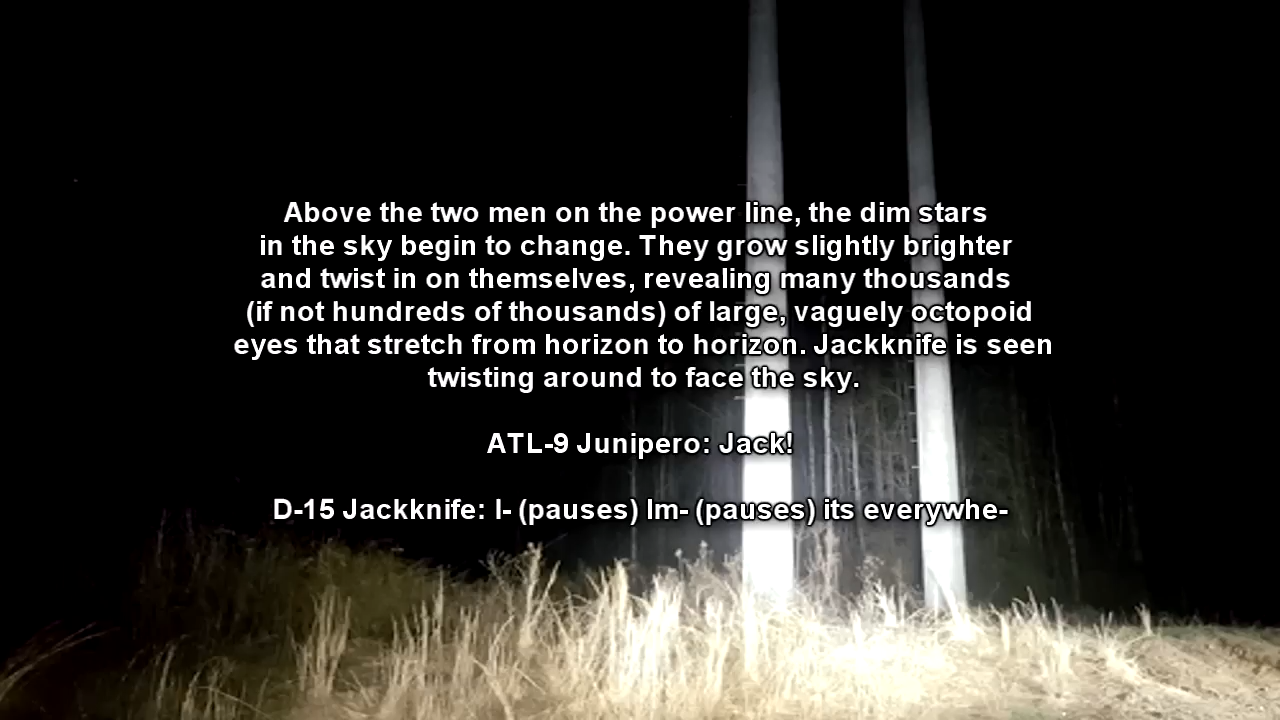 Above the two men on the power line, the dim stars
in the sky begin to change. They grow slightly brighter
and twist in on themselves, revealing many thousands
(if not hundreds of thousands) of large, vaguely octopoid
eyes that stretch from horizon to horizon. Jackknife is seen
twisting around to face the sky.
ATL-9 Junipero: Jack!
D-15 Jackknife: I- (pauses) Im- (pauses) its everywhe-